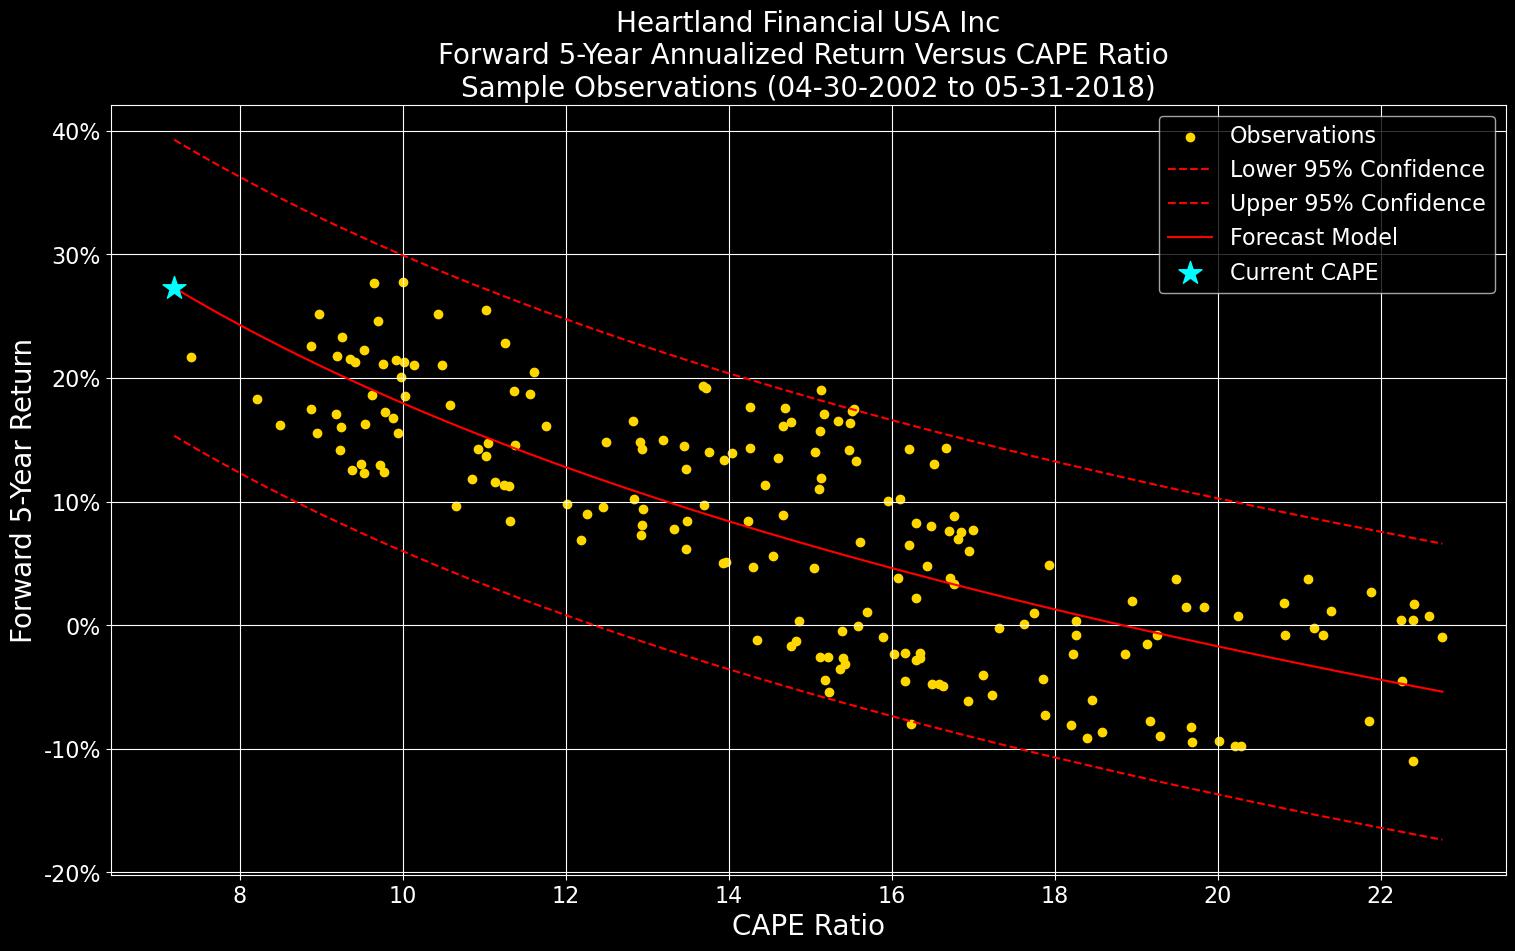 Heartland Financial USA Inc
Forward 5-Year Annualized Return Versus CAPE Ratio
Sample Observations (04-30-2002 to 05-31-2018)
Observations
Lower 95% Confidence
Upper 95% Confidence
Forecast Model
Current CAPE
Forward 5-Year Return
40%
30%
20%
10%
0%
-10%
-20%
8 10 12 14 16 18 20 22
CAPE Ratio